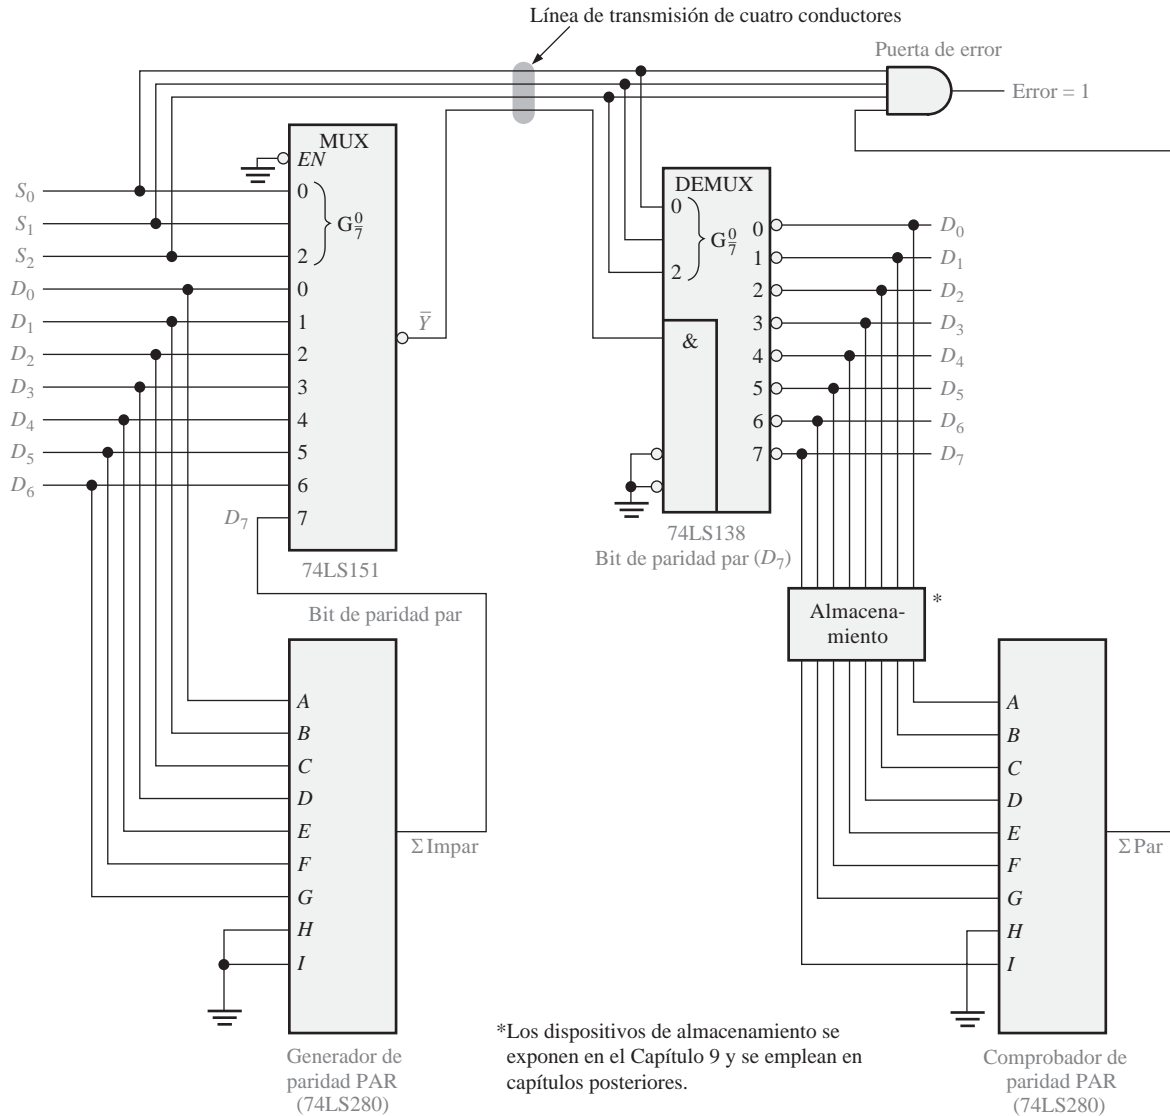 Línea de transmisión de cuatro conductores
Puerta de error
Error = 1
MUX
EN
S0
0
S1
G 0/7
S2
2
D0
0
D1
1
D2
2
D3
3
D4
4
D5
5
D6
6
D7
7
Y̅
74LS151
Bit de paridad par
DEMUX
0
G 0/7
2
&
0
D0
1
D1
2
D2
3
D3
4
D4
5
D5
6
D6
7
D7
74LS138
Bit de paridad par (D7)
Almacena-
miento
*
A
B
C
D
E
F
G
H
I
Σ Impar
Generador de
paridad PAR
(74LS280)
A
B
C
D
E
F
G
H
I
Σ Par
Comprobador de
paridad PAR
(74LS280)
*Los dispositivos de almacenamiento se
exponen en el Capítulo 9 y se emplean en
capítulos posteriores.